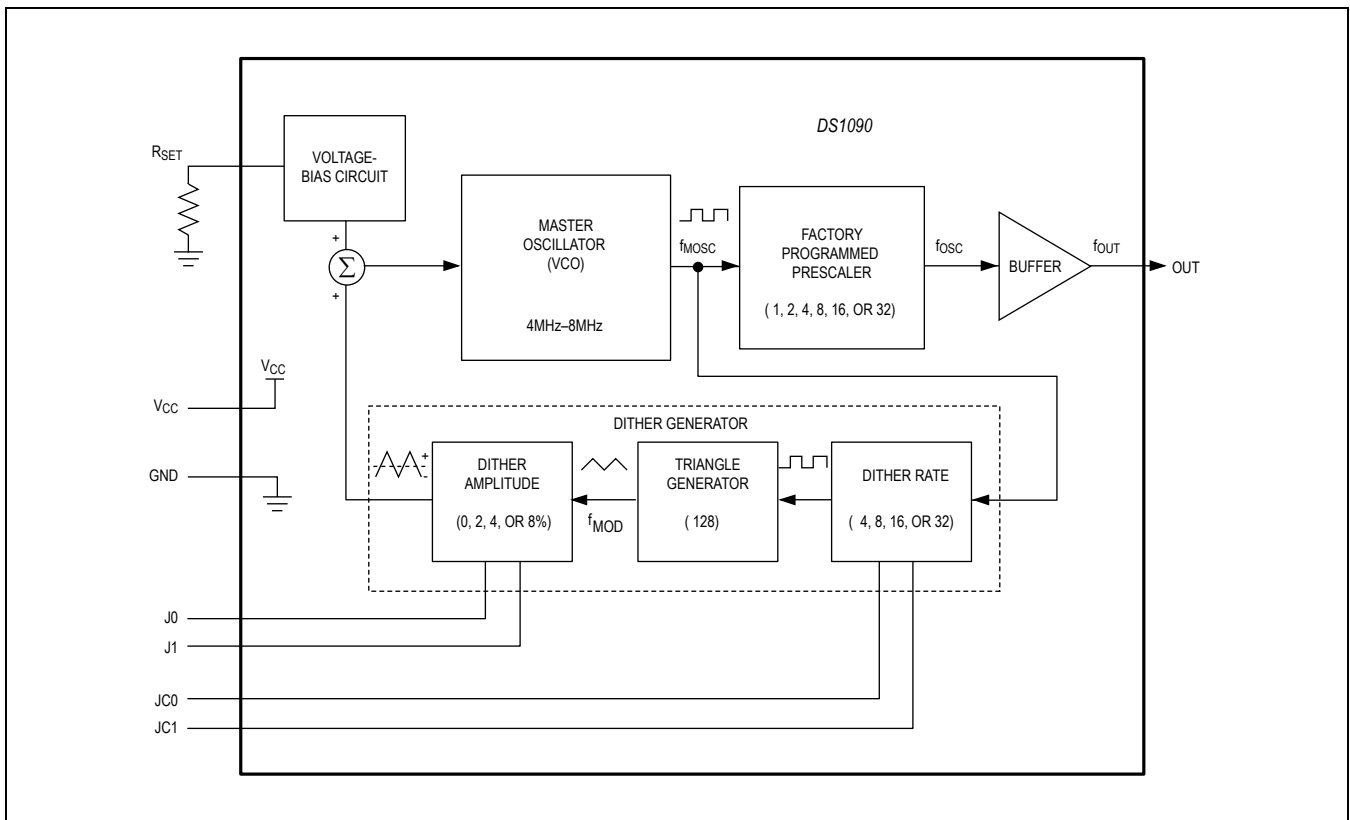 DS1090
RSET
VOLTAGE-
BIAS CIRCUIT
+
Σ
+
MASTER
OSCILLATOR
(VCO)
4MHz–8MHz
fMOSC
FACTORY
PROGRAMMED
PRESCALER
( 1, 2, 4, 8, 16, OR 32)
fOSC
BUFFER
fOUT
OUT
VCC
VCC
GND
DITHER GENERATOR
+
-
DITHER
AMPLITUDE
(0, 2, 4, OR 8%)
fMOD
TRIANGLE
GENERATOR
( 128)
DITHER RATE
( 4, 8, 16, OR 32)
J0
J1
JC0
JC1